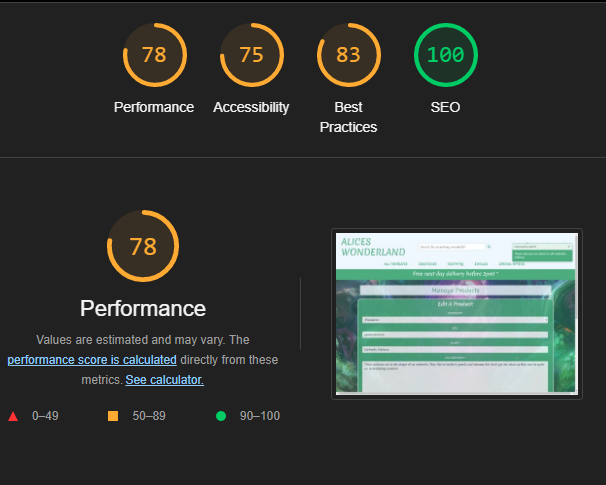 78
75
83
100
Performance
Accessibility
Best
Practices
SEO
78
Performance
Values are estimated and may vary. The
performance score is calculated directly from these
metrics. See calculator.
0–49
50–89
90–100
ALICES
WONDERLAND
Free next day delivery before 2pm! *
Manage Products
Edit A Product